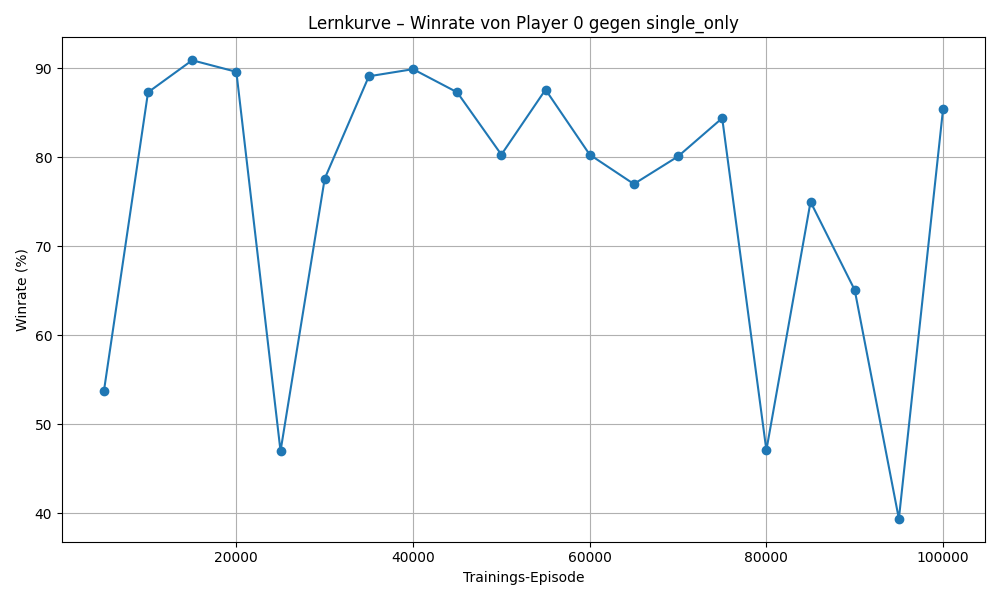 Lernkurve – Winrate von Player 0 gegen single_only
90
80
70
60
50
40
Winrate (%)
20000 40000 60000 80000 100000
Trainings-Episode